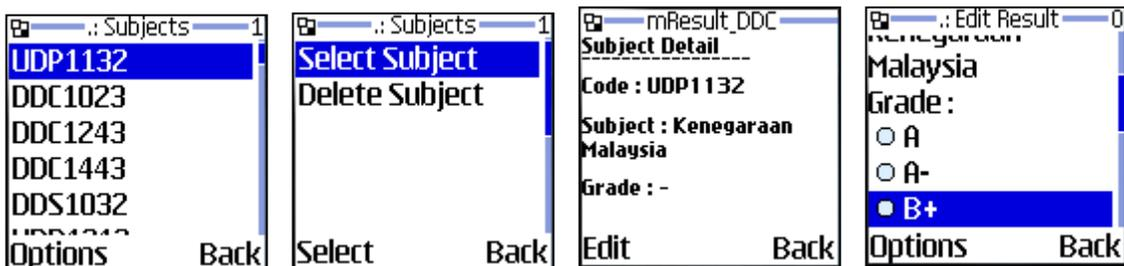 .: Subjects 1
UDP1132
DDC1023
DDC1243
DDC1443
DDS1032
Options Back
.: Subjects 1
Select Subject
Delete Subject
Select Back
mResult_DDC
Subject Detail
Code : UDP1132
Subject : Kenegaraan
Malaysia
Grade : -
Edit Back
.: Edit Result 0
Kenegaraan
Malaysia
Grade :
A
A-
B+
Options Back